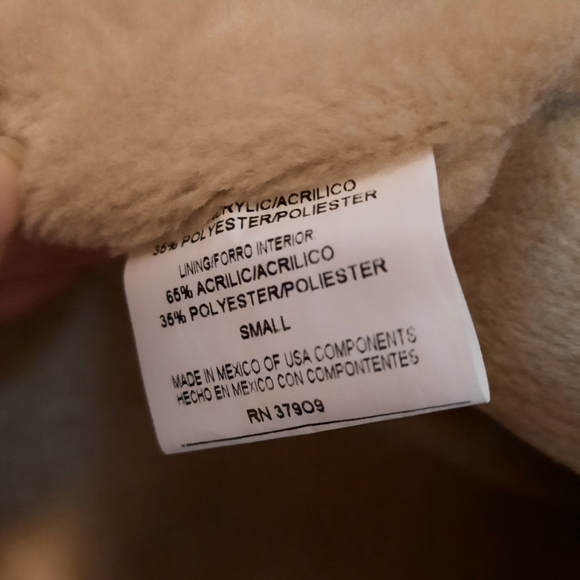 RYLIC/ACRILICO
35% POLYESTER/POLIESTER
LINING/FORRO INTERIOR
65% ACRILIC/ACRILICO
35% POLYESTER/POLIESTER
SMALL
MADE IN MEXICO OF USA COMPONENTS
HECHO EN MEXICO CON COMPONTENTES
RN 37909